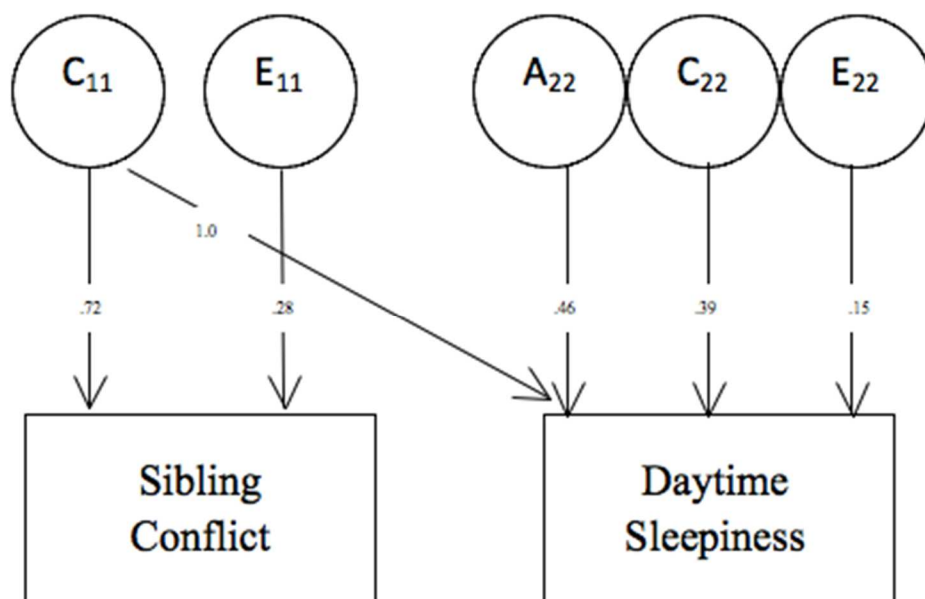 C₁₁ E₁₁ A₂₂ C₂₂ E₂₂
1.0
.72 .28 .46 .39 .15
Sibling Daytime
Conflict Sleepiness